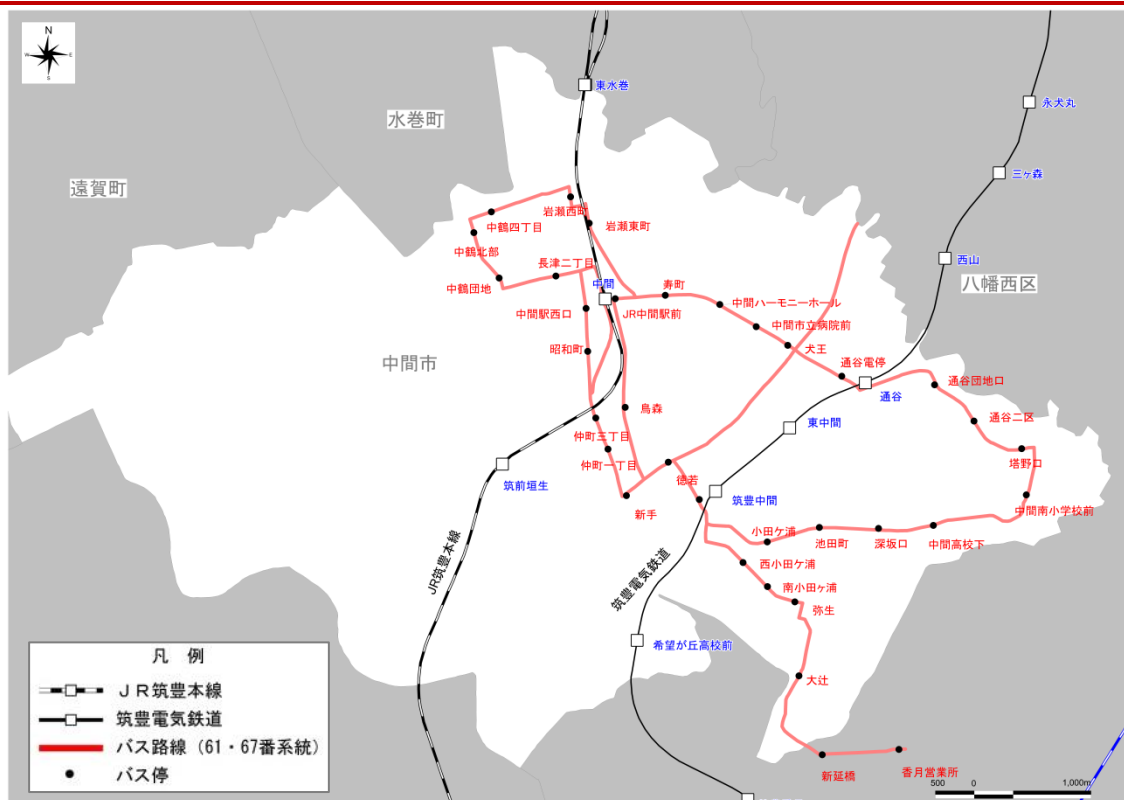 N
W
E
S
東水巻
水巻町
永犬丸
遠賀町
三ヶ森
岩瀬西町
中鶴四丁目
岩瀬東町
中鶴北部
長津二丁目
西山
八幡西区
中鶴団地
中間
寿町
中間ハーモニーホール
中間駅西口
JR中間駅前
中間市立病院前
昭和町
犬王
中間市
通谷電停
通谷団地口
通谷
鳥森
東中間
通谷二区
仲町三丁目
塔野口
仲町一丁目
徳若
筑前垣生
筑豊中間
新手
中間南小学校前
小田ケ浦
池田町
深坂口
中間高校下
西小田ケ浦
JR筑豊本線
筑豊電気鉄道
南小田ヶ浦
弥生
希望が丘高校前
大辻
凡 例
ＪＲ筑豊本線
筑豊電気鉄道
バス路線（61・67番系統）
バス停
新延橋
香月営業所
500
0
1,000m